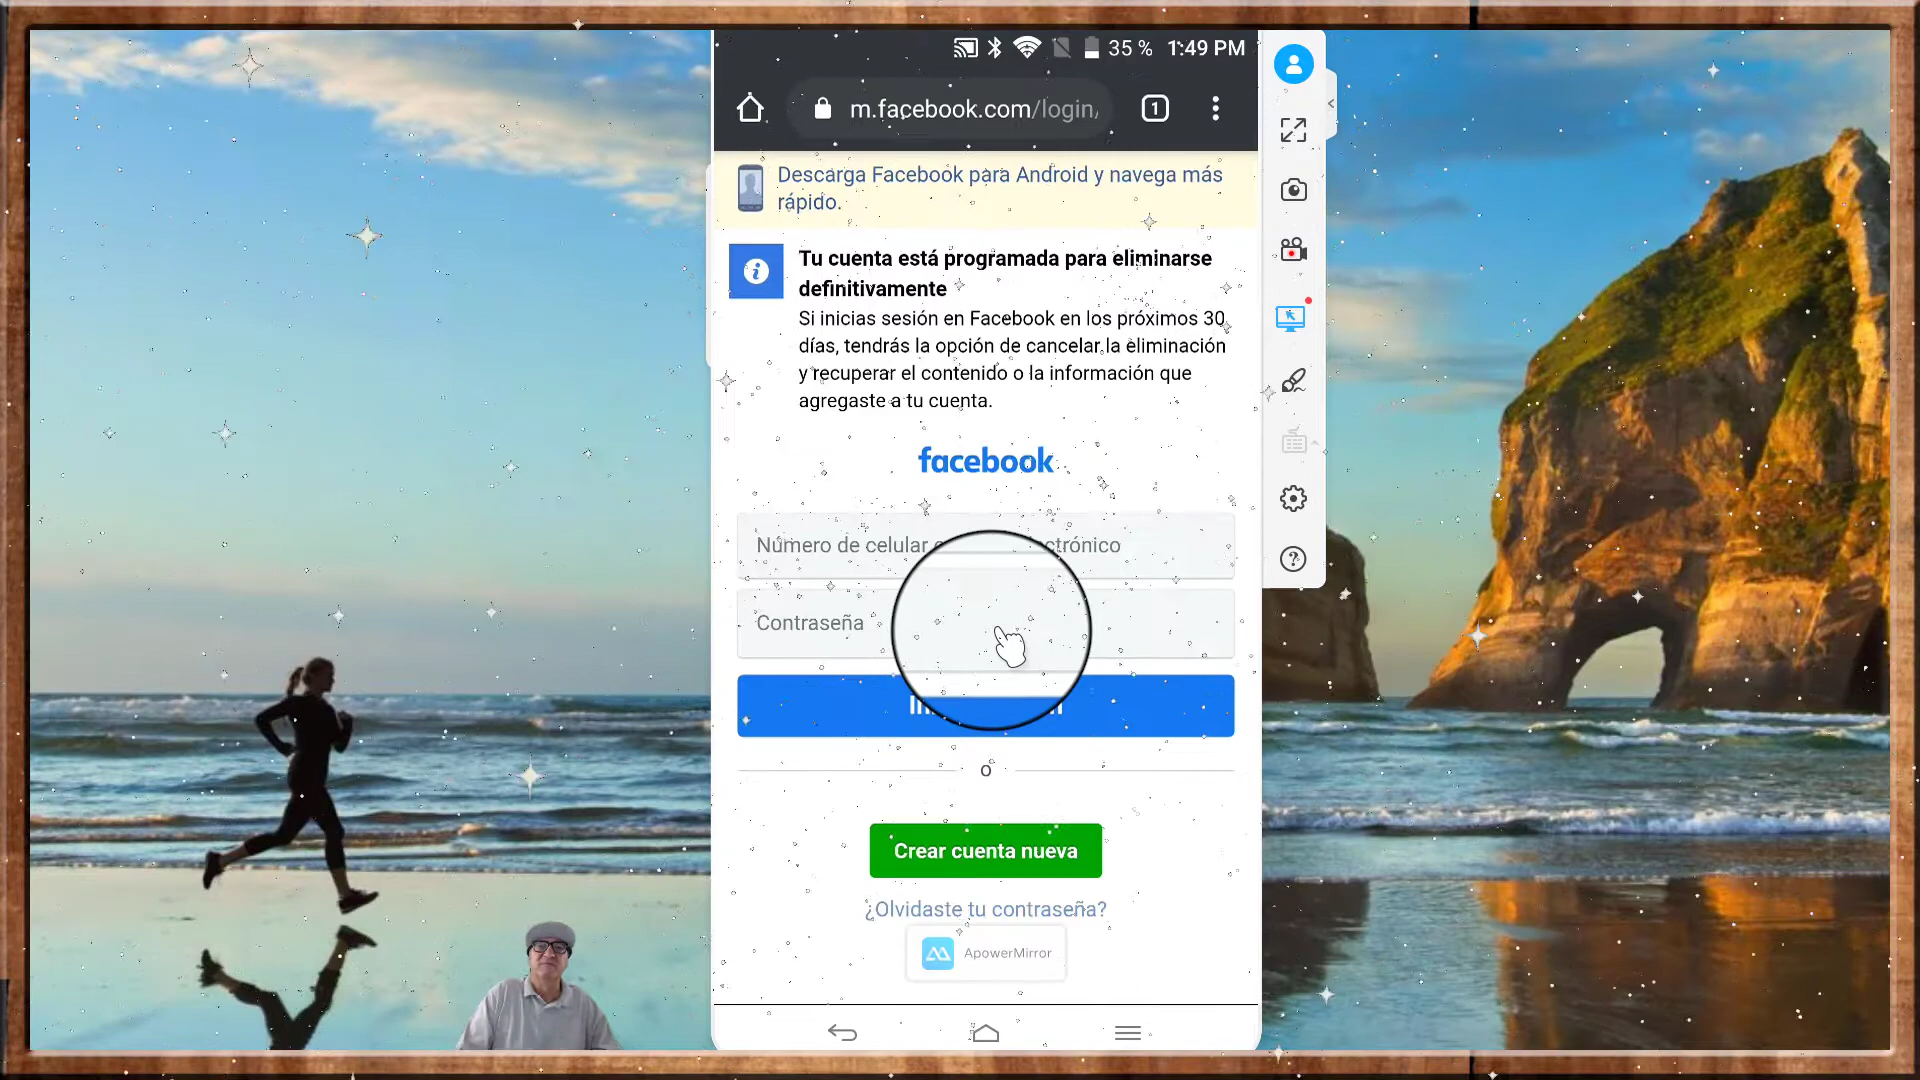 35 % 1:49 PM
m.facebook.com/login/
1
Descarga Facebook para Android y navega más
rápido.
Tu cuenta está programada para eliminarse
definitivamente
Si inicias sesión en Facebook en los próximos 30
días, tendrás la opción de cancelar la eliminación
y recuperar el contenido o la información que
agregaste a tu cuenta.
facebook
Número de celular
Contraseña
o
Crear cuenta nueva
¿Olvidaste tu contraseña?
ApowerMirror